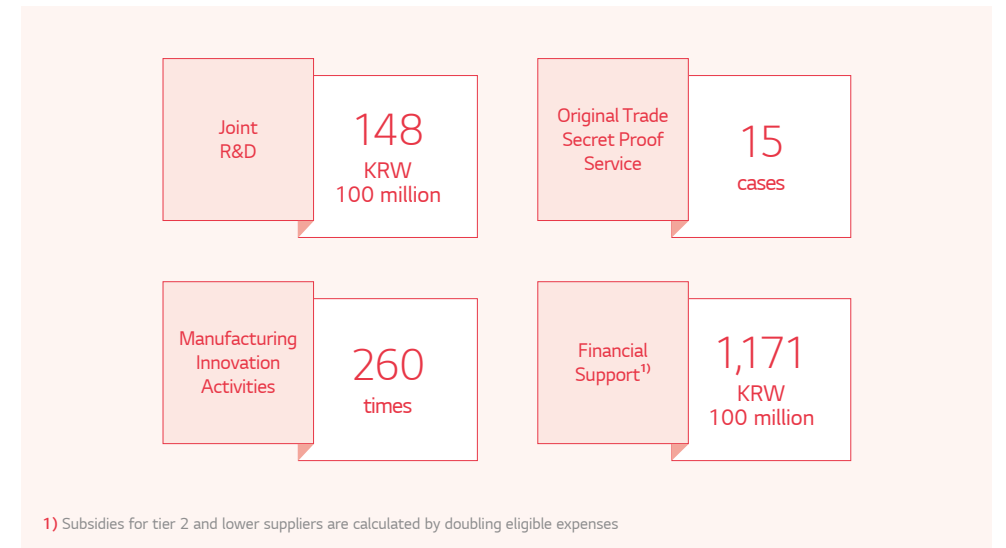 Joint
R&D
148
KRW
100 million
Original Trade
Secret Proof
Service
15
cases
Manufacturing
Innovation
Activities
260
times
Financial
Support¹⁾
1,171
KRW
100 million
1) Subsidies for tier 2 and lower suppliers are calculated by doubling eligible expenses